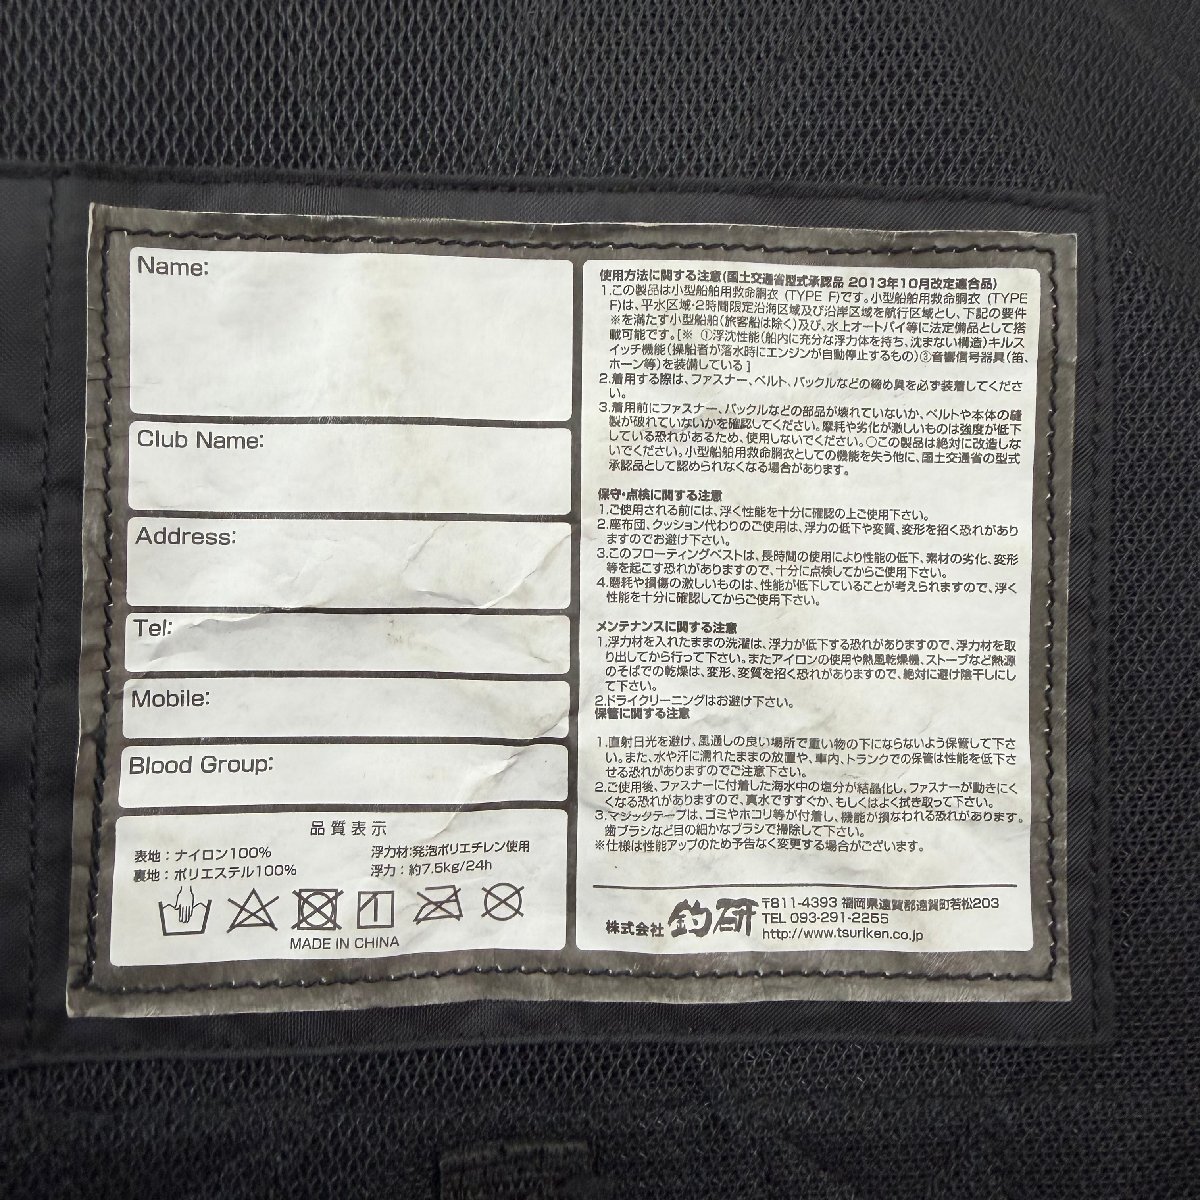 Name:
Club Name:
Address:
Tel:
Mobile:
Blood Group:
品質表示
表地：ナイロン100%
裏地：ポリエステル100%
浮力材:発泡ポリエチレン使用
浮力：約7.5kg/24h
MADE IN CHINA
使用方法に関する注意(国土交通省型式承認品 2013年10月改定適合品)
1.この製品は小型船舶用救命胴衣 (TYPE F)です。小型船舶用救命胴衣 (TYPE
F)は、平水区域・2時間限定沿海区域及び沿岸区域を航行区域とし、下記の要件
※を満たす小型船舶(旅客船は除く)及び、水上オートバイ等に法定備品として搭
載可能です。[※ ①浮沈性能(船内に充分な浮力体を持ち、沈まない構造)キルス
イッチ機能(操船者が落水時にエンジンが自動停止するもの)③音響信号器具(笛、
ホーン等)を装備している]
2.着用する際は、ファスナー、ベルト、バックルなどの締め具を必ず装着してくださ
い。
3.着用前にファスナー、バックルなどの部品が壊れていないか、ベルトや本体の縫
製が破れていないかを確認してください。摩耗や劣化が激しいものは強度が低下
している恐れがあるため、使用しないでください。○この製品は絶対に改造しな
いでください。小型船舶用救命胴衣としての機能を失う他に、国土交通省の型式
承認品として認められなくなる場合があります。
保守・点検に関する注意
1.ご使用される前には、浮く性能を十分に確認の上ご使用下さい。
2.座布団、クッション代わりのご使用は、浮力の低下や変質、変形を招く恐れがあり
ますのでお避け下さい。
3.このフローティングベストは、長時間の使用により性能の低下、素材の劣化、変形
等を起こす恐れがありますので、十分に点検してからご使用下さい。
4.磨耗や損傷の激しいものは、性能が低下していることが考えられますので、浮く
性能を十分に確認してからご使用下さい。
メンテナンスに関する注意
1.浮力材を入れたままの洗濯は、浮力が低下する恐れがありますので、浮力材を取
り出してから行って下さい。またアイロンの使用や熱風乾燥機、ストーブなど熱源
のそばでの乾燥は、変形、変質を招く恐れがありますので、絶対に避け陰干しにし
て下さい。
2.ドライクリーニングはお避け下さい。
保管に関する注意
1.直射日光を避け、風通しの良い場所で重い物の下にならないよう保管して下さ
い。また、水や汗に濡れたままの放置や、車内、トランクでの保管は性能を低下さ
せる恐れがありますのでご注意下さい。
2.ご使用後、ファスナーに付着した海水中の塩分が結晶化し、ファスナーが動きにく
くなる恐れがありますので、真水ですすぐか、もしくはよく拭き取って下さい。
3.マジックテープは、ゴミやホコリ等が付着し、機能が損なわれる恐れがあります。
歯ブラシなど目の細かなブラシで掃除して下さい。
※仕様は性能アップのため予告なく変更する場合がございます。
株式会社 釣研
〒811-4393 福岡県遠賀郡遠賀町若松203
TEL 093-291-2255
http://www.tsuriken.co.jp